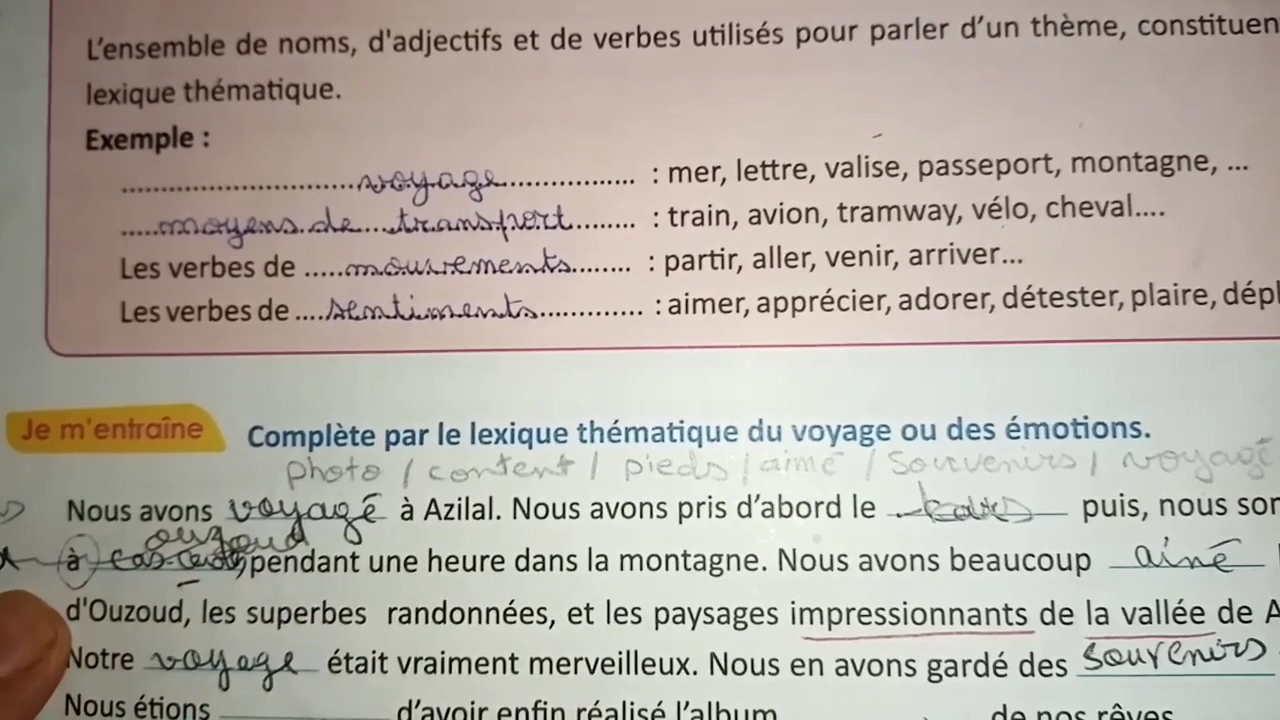 L'ensemble de noms, d'adjectifs et de verbes utilisés pour parler d'un thème, constituen
lexique thématique.
Exemple :
............................voyage.................... : mer, lettre, valise, passeport, montagne, ...
.....moyens.de....transport......... : train, avion, tramway, vélo, cheval....
Les verbes de .....mouvements........ : partir, aller, venir, arriver...
Les verbes de ....sentiments.............. : aimer, apprécier, adorer, détester, plaire, dépl
Je m'entraîne Complète par le lexique thématique du voyage ou des émotions.
photo / content / pieds / aimé / Souvenirs / voyagé
Nous avons voyagé à Azilal. Nous avons pris d'abord le puis, nous son
ouzoud
à pendant une heure dans la montagne. Nous avons beaucoup aimé
d'Ouzoud, les superbes randonnées, et les paysages impressionnants de la vallée de A
Notre voyage était vraiment merveilleux. Nous en avons gardé des souvenirs
Nous étions d'avoir enfin réalisé l'album de nos rêves